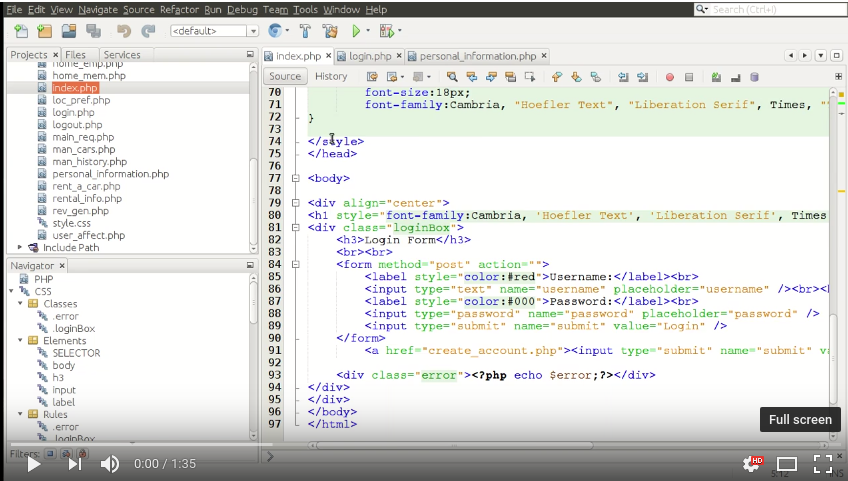 File Edit View Navigate Source Refactor Run Debug Team Tools Window Help
Search (Ctrl+I)
<default>
Projects Files Services
home_emp.php
home_mem.php
index.php
loc_pref.php
login.php
logout.php
main_req.php
man_cars.php
man_history.php
personal_information.php
rent_a_car.php
rental_info.php
rev_gen.php
style.css
user_affect.php
Include Path
Navigator
PHP
CSS
Classes
.error
.loginBox
Elements
SELECTOR
body
h3
input
label
Rules
.error
.loginBox
Filters:
index.php login.php personal_information.php
Source History
70 font-size:18px;
71 font-family:Cambria, "Hoefler Text", "Liberation Serif", Times, "
72 }
73
74 </style>
75 </head>
76
77 <body>
78
79 <div align="center">
80 <h1 style="font-family:Cambria, 'Hoefler Text', 'Liberation Serif', Times
81 <div class="loginBox">
82 <h3>Login Form</h3>
83 <br><br>
84 <form method="post" action="">
85 <label style="color:#red">Username:</label><br>
86 <input type="text" name="username" placeholder="username" /><br><b
87 <label style="color:#000">Password:</label><br>
88 <input type="password" name="password" placeholder="password" />
89 <input type="submit" name="submit" value="Login" />
90 </form>
91 <a href="create_account.php"><input type="submit" name="submit" va
92
93 <div class="error"><?php echo $error;?></div>
94 </div>
95 </div>
96 </body>
97 </html>
Full screen
0:00 / 1:35
HD